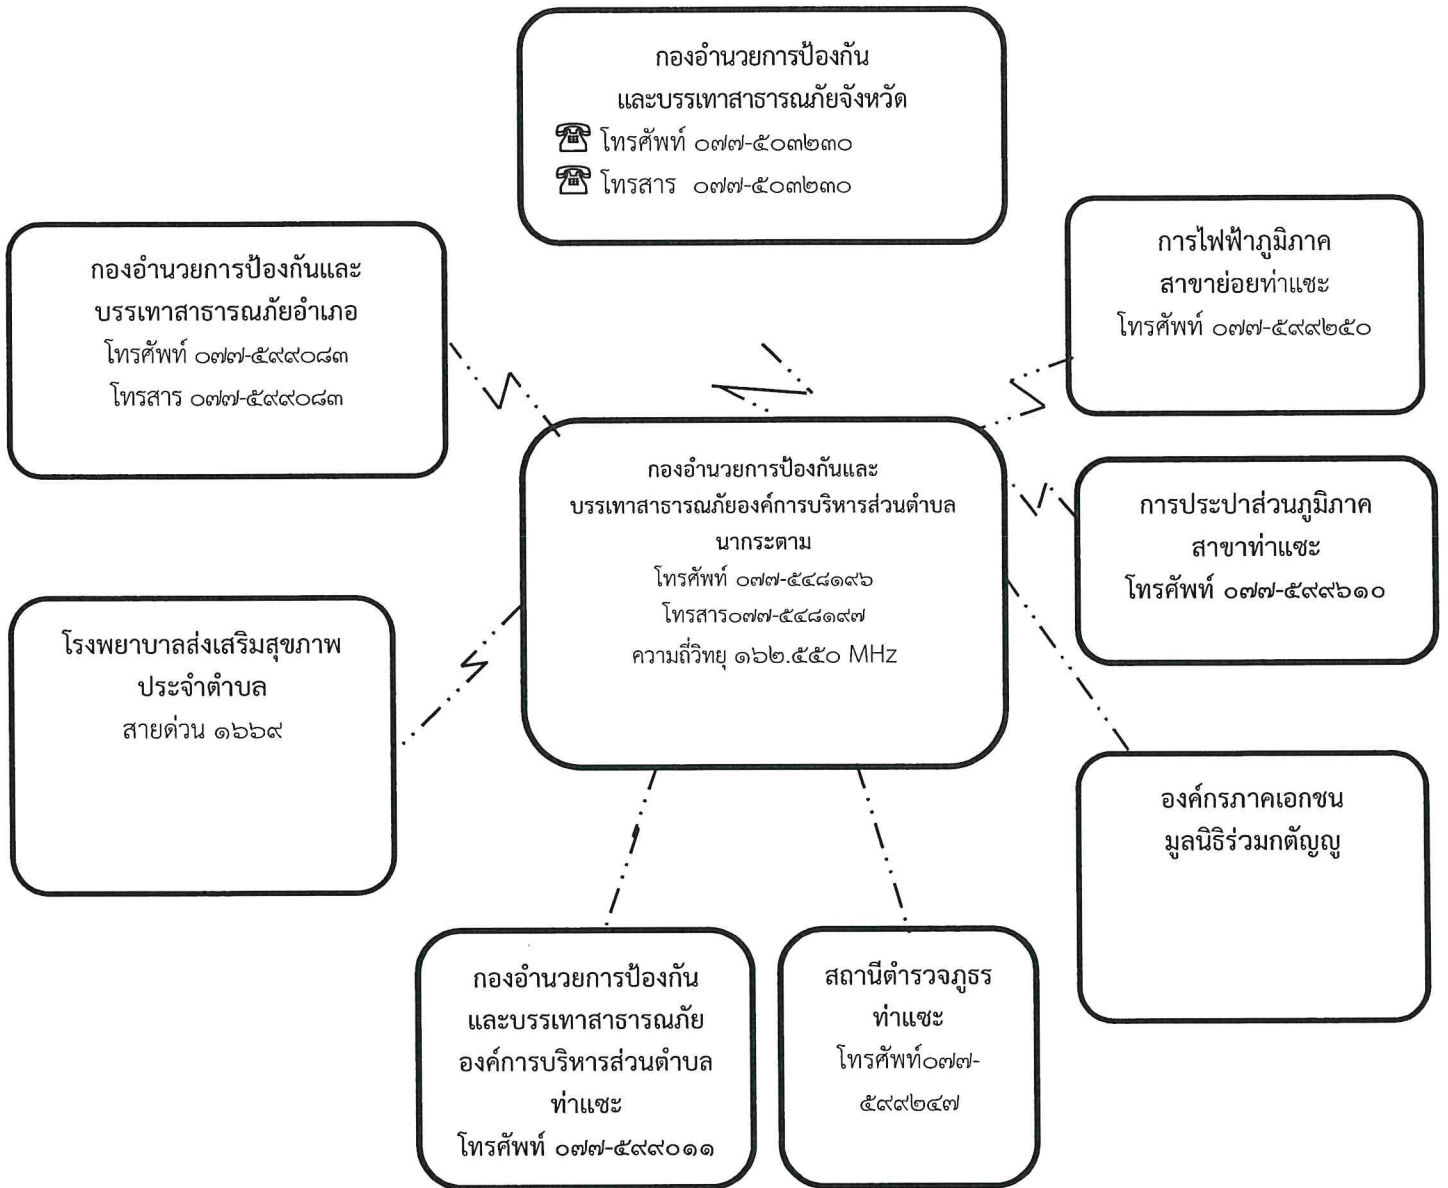 กองอำนวยการป้องกัน
และบรรเทาสาธารณภัยจังหวัด
โทรศัพท์ ๐๗๗-๕๐๓๒๓๐
โทรสาร ๐๗๗-๕๐๓๒๓๐
กองอำนวยการป้องกันและ
บรรเทาสาธารณภัยอำเภอ
โทรศัพท์ ๐๗๗-๕๙๙๐๘๓
โทรสาร ๐๗๗-๕๙๙๐๘๓
การไฟฟ้าภูมิภาค
สาขาย่อยท่าแซะ
โทรศัพท์ ๐๗๗-๕๙๙๒๕๐
กองอำนวยการป้องกันและ
บรรเทาสาธารณภัยองค์การบริหารส่วนตำบล
นากระตาม
โทรศัพท์ ๐๗๗-๕๔๘๑๙๖
โทรสาร๐๗๗-๕๔๘๑๙๗
ความถี่วิทยุ ๑๖๒.๕๕๐ MHz
การประปาส่วนภูมิภาค
สาขาท่าแซะ
โทรศัพท์ ๐๗๗-๕๙๙๖๑๐
โรงพยาบาลส่งเสริมสุขภาพ
ประจำตำบล
สายด่วน ๑๖๖๙
องค์กรภาคเอกชน
มูลนิธิร่วมกตัญญู
กองอำนวยการป้องกัน
และบรรเทาสาธารณภัย
องค์การบริหารส่วนตำบล
ท่าแซะ
โทรศัพท์ ๐๗๗-๕๙๙๐๑๑
สถานีตำรวจภูธร
ท่าแซะ
โทรศัพท์๐๗๗-
๕๙๙๒๔๗